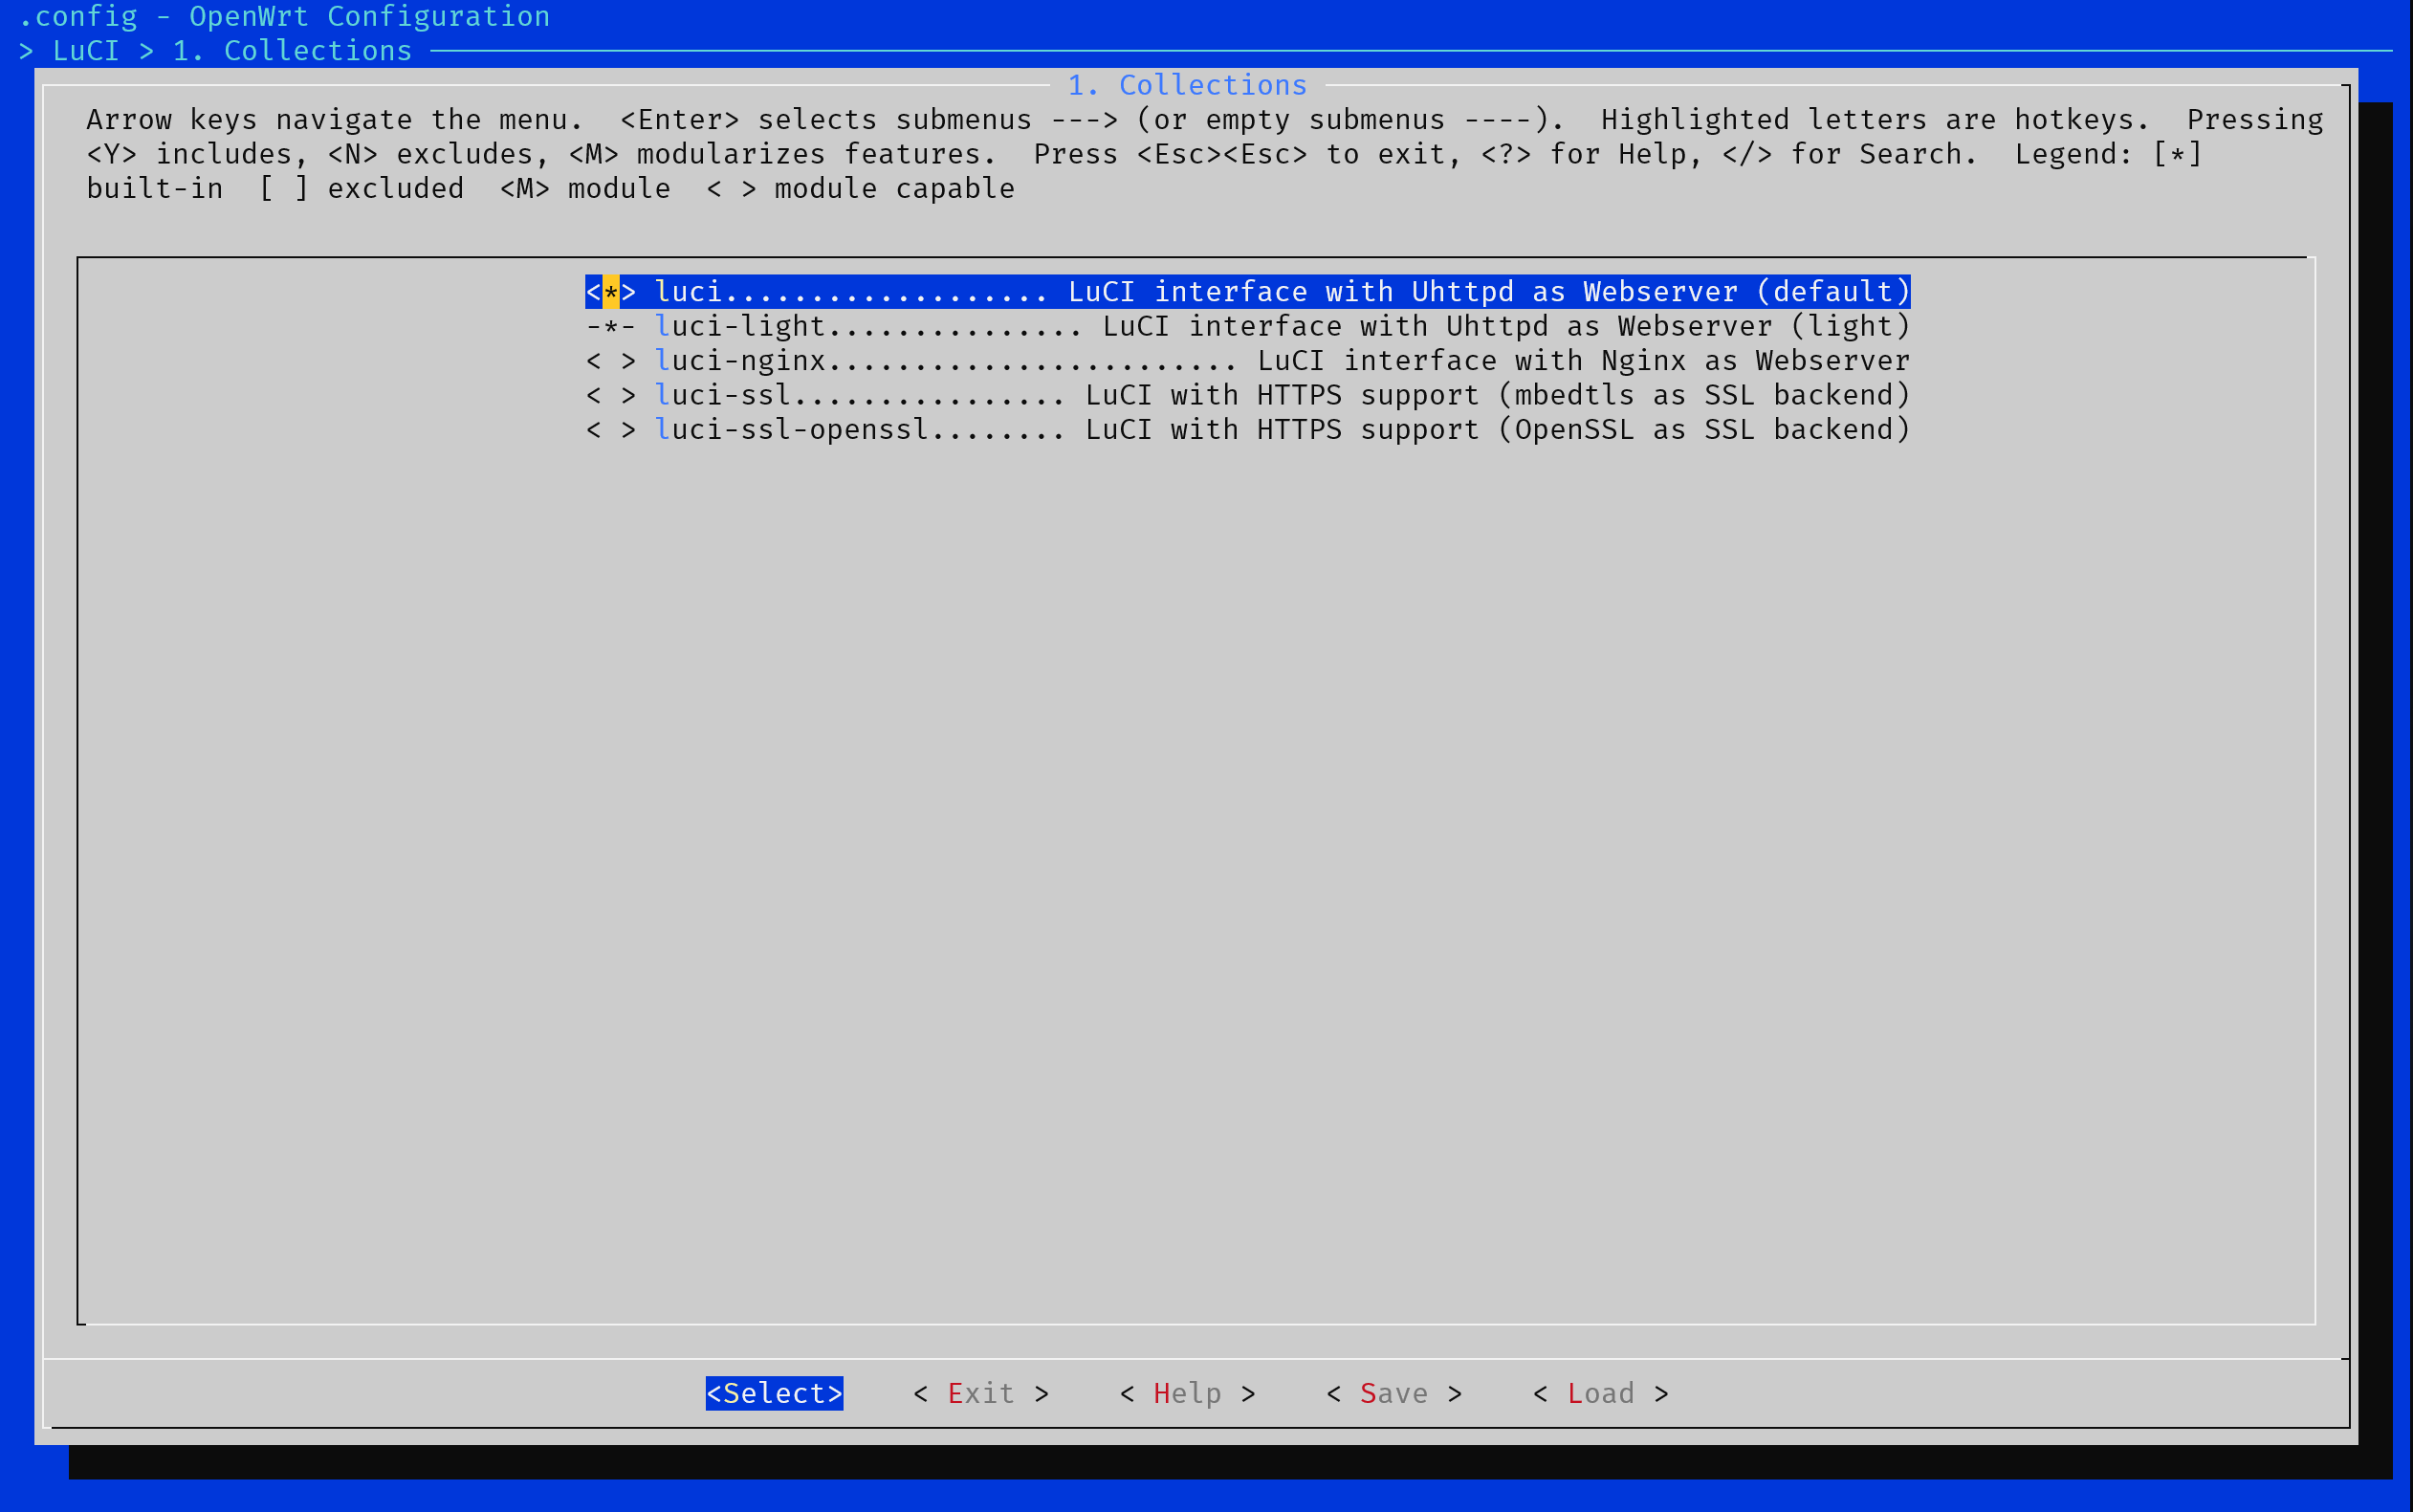 .config - OpenWrt Configuration
> LuCI > 1. Collections
1. Collections
Arrow keys navigate the menu.  <Enter> selects submenus ---> (or empty submenus ----).  Highlighted letters are hotkeys.  Pressing
<Y> includes, <N> excludes, <M> modularizes features.  Press <Esc><Esc> to exit, <?> for Help, </> for Search.  Legend: [*]
built-in  [ ] excluded  <M> module  < > module capable
<*> luci................... LuCI interface with Uhttpd as Webserver (default)
-*- luci-light............... LuCI interface with Uhttpd as Webserver (light)
< > luci-nginx........................ LuCI interface with Nginx as Webserver
< > luci-ssl................ LuCI with HTTPS support (mbedtls as SSL backend)
< > luci-ssl-openssl........ LuCI with HTTPS support (OpenSSL as SSL backend)
<Select>    < Exit >    < Help >    < Save >    < Load >